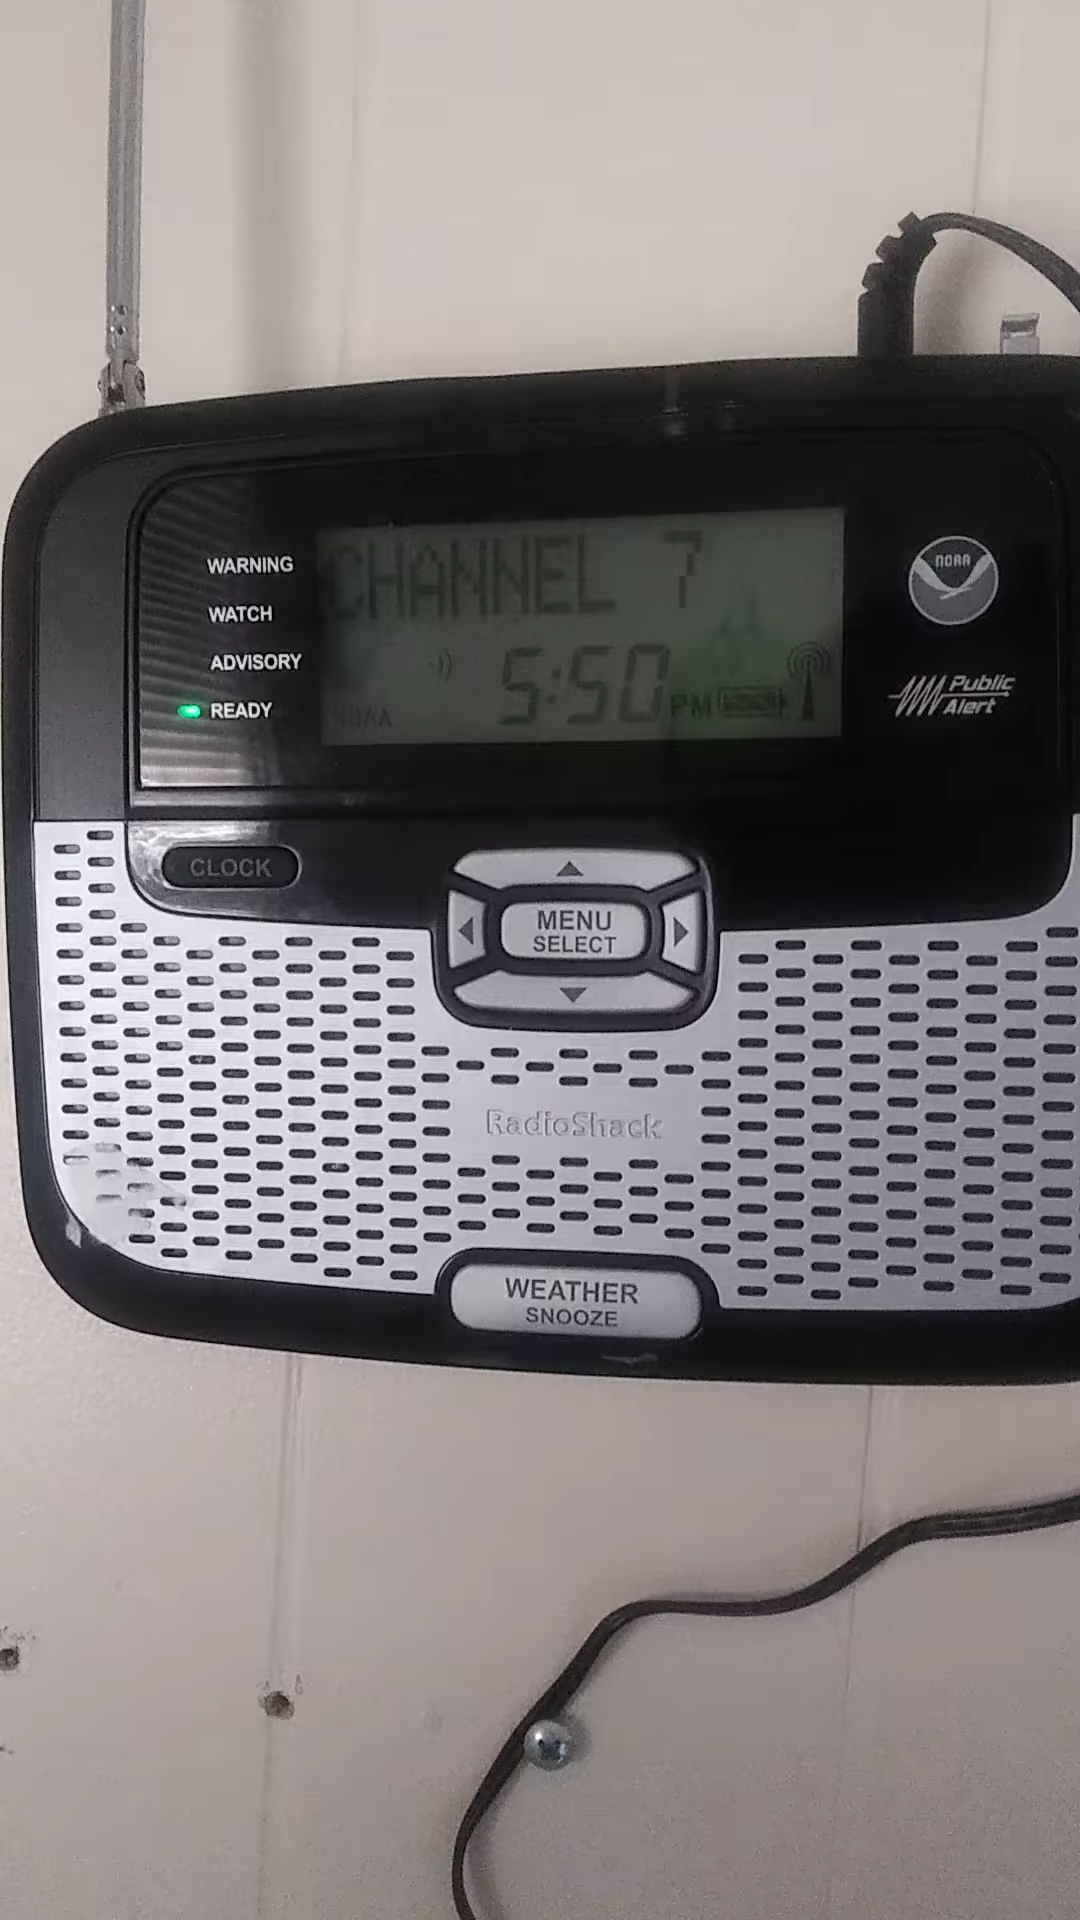 WARNING
CHANNEL 7
NOAA
WATCH
ADVISORY
READY
5:50 PM
Public
Alert
CLOCK
MENU
SELECT
RadioShack
WEATHER
SNOOZE